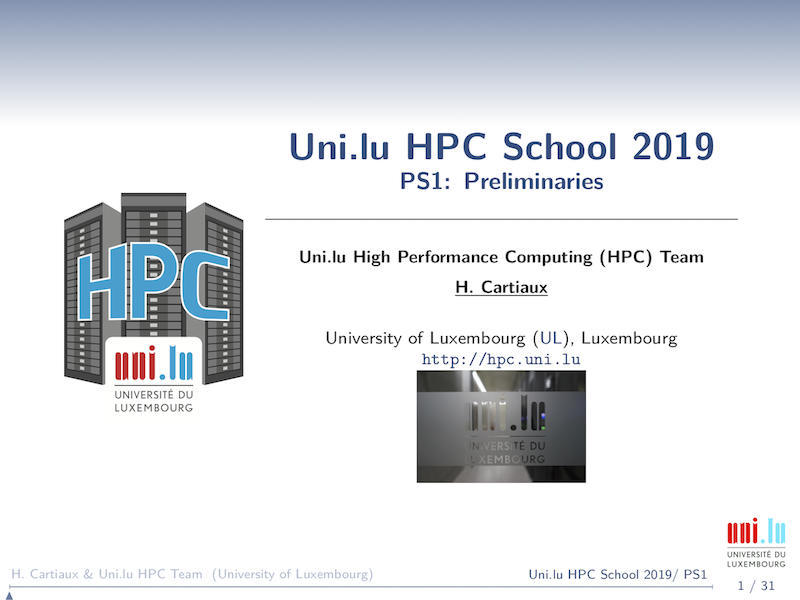 Uni.lu HPC School 2019
PS1: Preliminaries
Uni.lu High Performance Computing (HPC) Team
H. Cartiaux
University of Luxembourg (UL), Luxembourg
http://hpc.uni.lu
HPC
uni.lu
UNIVERSITÉ DU
LUXEMBOURG
uni.lu
UNIVERSITÉ DU
LUXEMBOURG
uni.lu
UNIVERSITÉ DU
LUXEMBOURG
H. Cartiaux & Uni.lu HPC Team (University of Luxembourg)
Uni.lu HPC School 2019/ PS1
1 / 31